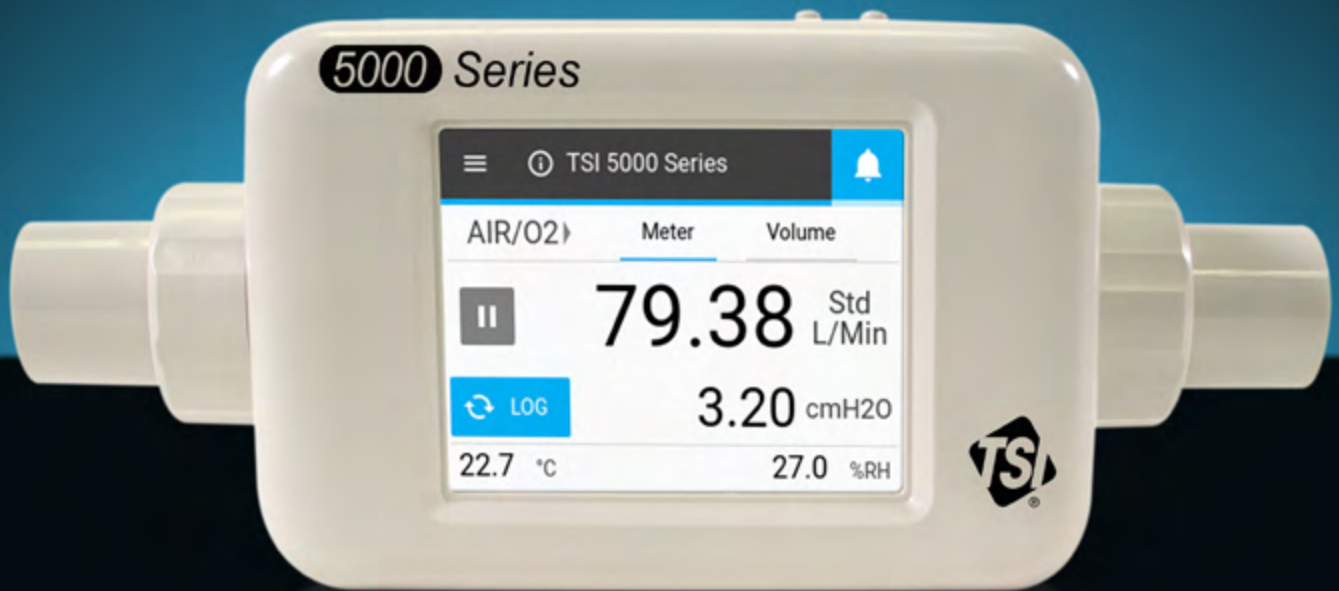 5000 Series
TSI 5000 Series
AIR/O2
Meter
Volume
79.38 Std L/Min
LOG
3.20 cmH2O
22.7 °C
27.0 %RH
TSI®